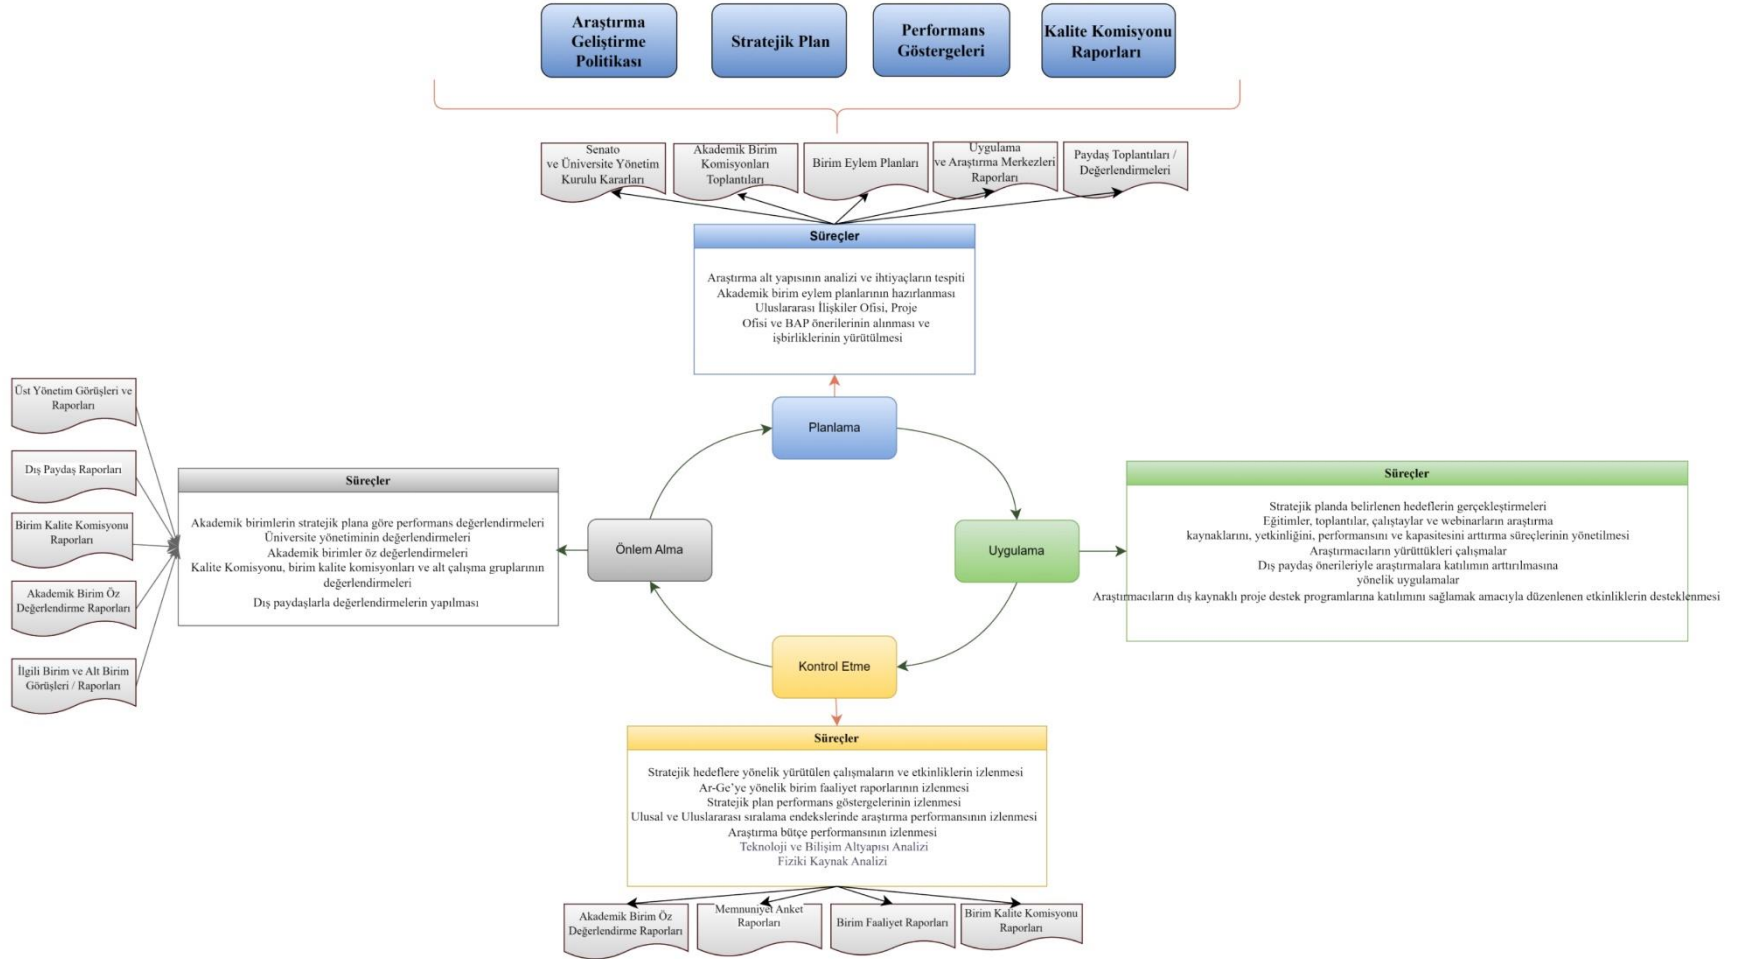 Araştırma
Geliştirme
Politikası
Stratejik Plan
Performans
Göstergeleri
Kalite Komisyonu
Raporları
Senato
ve Üniversite Yönetim
Kurulu Kararları
Akademik Birim
Komisyonları
Toplantıları
Birim Eylem Planları
Uygulama
ve Araştırma Merkezleri
Raporları
Paydaş Toplantıları /
Değerlendirmeleri
Süreçler
Araştırma alt yapısının analizi ve ihtiyaçların tespiti
Akademik birim eylem planlarının hazırlanması
Uluslararası İlişkiler Ofisi, Proje
Ofisi ve BAP önerilerinin alınması ve
işbirliklerinin yürütülmesi
Planlama
Üst Yönetim Görüşleri ve
Raporları
Dış Paydaş Raporları
Birim Kalite Komisyonu
Raporları
Akademik Birim Öz
Değerlendirme Raporları
İlgili Birim ve Alt Birim
Görüşleri / Raporları
Süreçler
Akademik birimlerin stratejik plana göre performans değerlendirmeleri
Üniversite yönetiminin değerlendirmeleri
Akademik birimler öz değerlendirmeleri
Kalite Komisyonu, birim kalite komisyonları ve alt çalışma gruplarının
değerlendirmeleri
Dış paydaşlarla değerlendirmelerin yapılması
Önlem Alma
Uygulama
Süreçler
Stratejik planda belirlenen hedeflerin gerçekleştirmeleri
Eğitimler, toplantılar, çalıştaylar ve webinarların araştırma
kaynaklarını, yetkinliğini, performansını ve kapasitesini arttırma süreçlerinin yönetilmesi
Araştırmacıların yürüttükleri çalışmalar
Dış paydaş önerileriyle araştırmalara katılımın arttırılmasına
yönelik uygulamalar
Araştırmacıların dış kaynaklı proje destek programlarına katılımını sağlamak amacıyla düzenlenen etkinliklerin desteklenmesi
Kontrol Etme
Süreçler
Stratejik hedeflere yönelik yürütülen çalışmaların ve etkinliklerin izlenmesi
Ar-Ge'ye yönelik birim faaliyet raporlarının izlenmesi
Stratejik plan performans göstergelerinin izlenmesi
Ulusal ve Uluslararası sıralama endekslerinde araştırma performansının izlenmesi
Araştırma bütçe performansının izlenmesi
Teknoloji ve Bilişim Altyapısı Analizi
Fiziki Kaynak Analizi
Akademik Birim Öz
Değerlendirme Raporları
Memnuniyet Anket
Raporları
Birim Faaliyet Raporları
Birim Kalite Komisyonu
Raporları